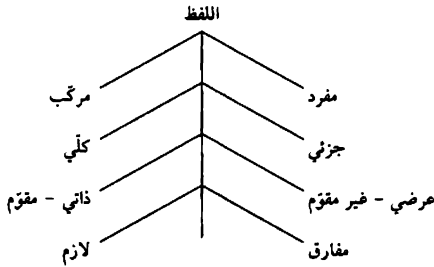 اللفظ
مفرد
مركّب
جزئي
كلّي
عرضي - غير مقوّم
ذاتي - مقوّم
مفارق
لازم